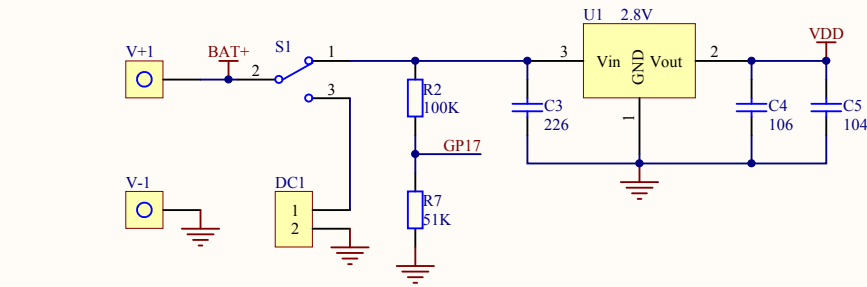 U1 2.8V
V+1
BAT+
S1
1
2
3
3
Vin
GND
Vout
2
1
VDD
R2
100K
C3
226
C4
106
C5
104
GP17
V-1
DC1
1
2
R7
51K